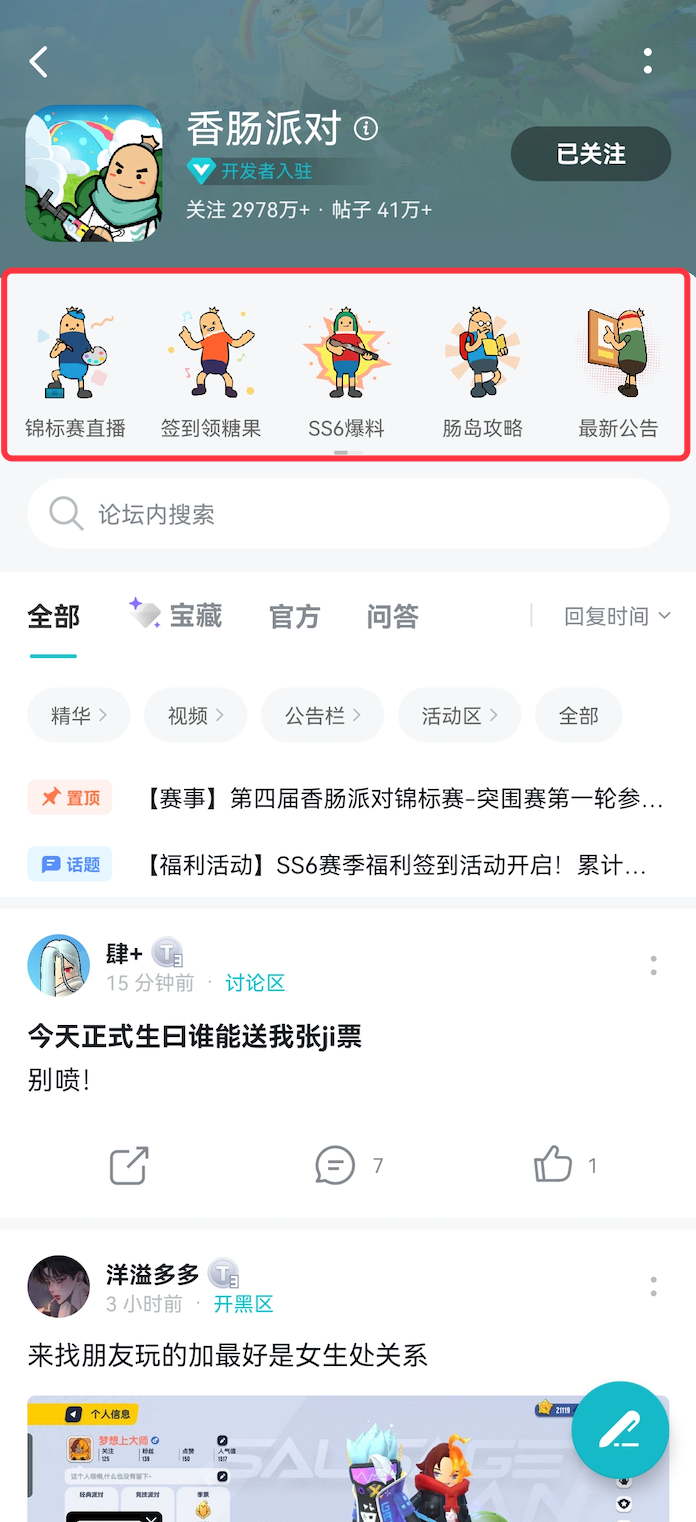 香肠派对
开发者入驻
已关注
关注 2978万+ · 帖子 41万+
锦标赛直播 签到领糖果 SS6爆料 肠岛攻略 最新公告
论坛内搜索
全部 宝藏 官方 问答 回复时间
精华 视频 公告栏 活动区 全部
置顶 【赛事】第四届香肠派对锦标赛-突围赛第一轮参...
话题 【福利活动】SS6赛季福利签到活动开启！累计...
肆+ T3
15 分钟前 · 讨论区
今天正式生曰谁能送我张ji票
别喷！
7 1
洋溢多多 T3
3 小时前 · 开黑区
来找朋友玩的加最好是女生处关系
个人信息 21119
梦想上大师
关注 粉丝 点赞 人气值
125 139 150 1517
这个人很懒,什么也没有留下~
经典派对 竞技派对 季票